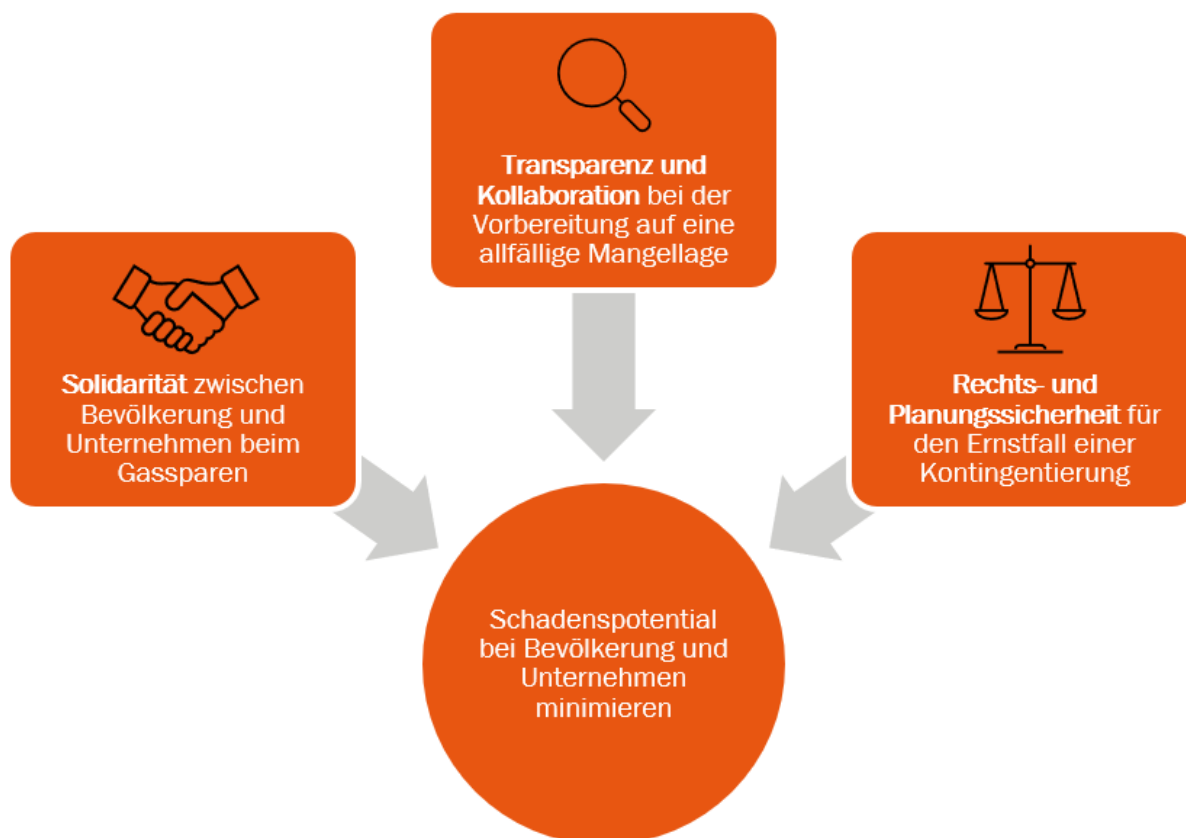 Transparenz und
Kollaboration bei der
Vorbereitung auf eine
allfällige Mangellage
Solidarität zwischen
Bevölkerung und
Unternehmen beim
Gassparen
Rechts- und
Planungssicherheit für
den Ernstfall einer
Kontingentierung
Schadenspotential
bei Bevölkerung und
Unternehmen
minimieren